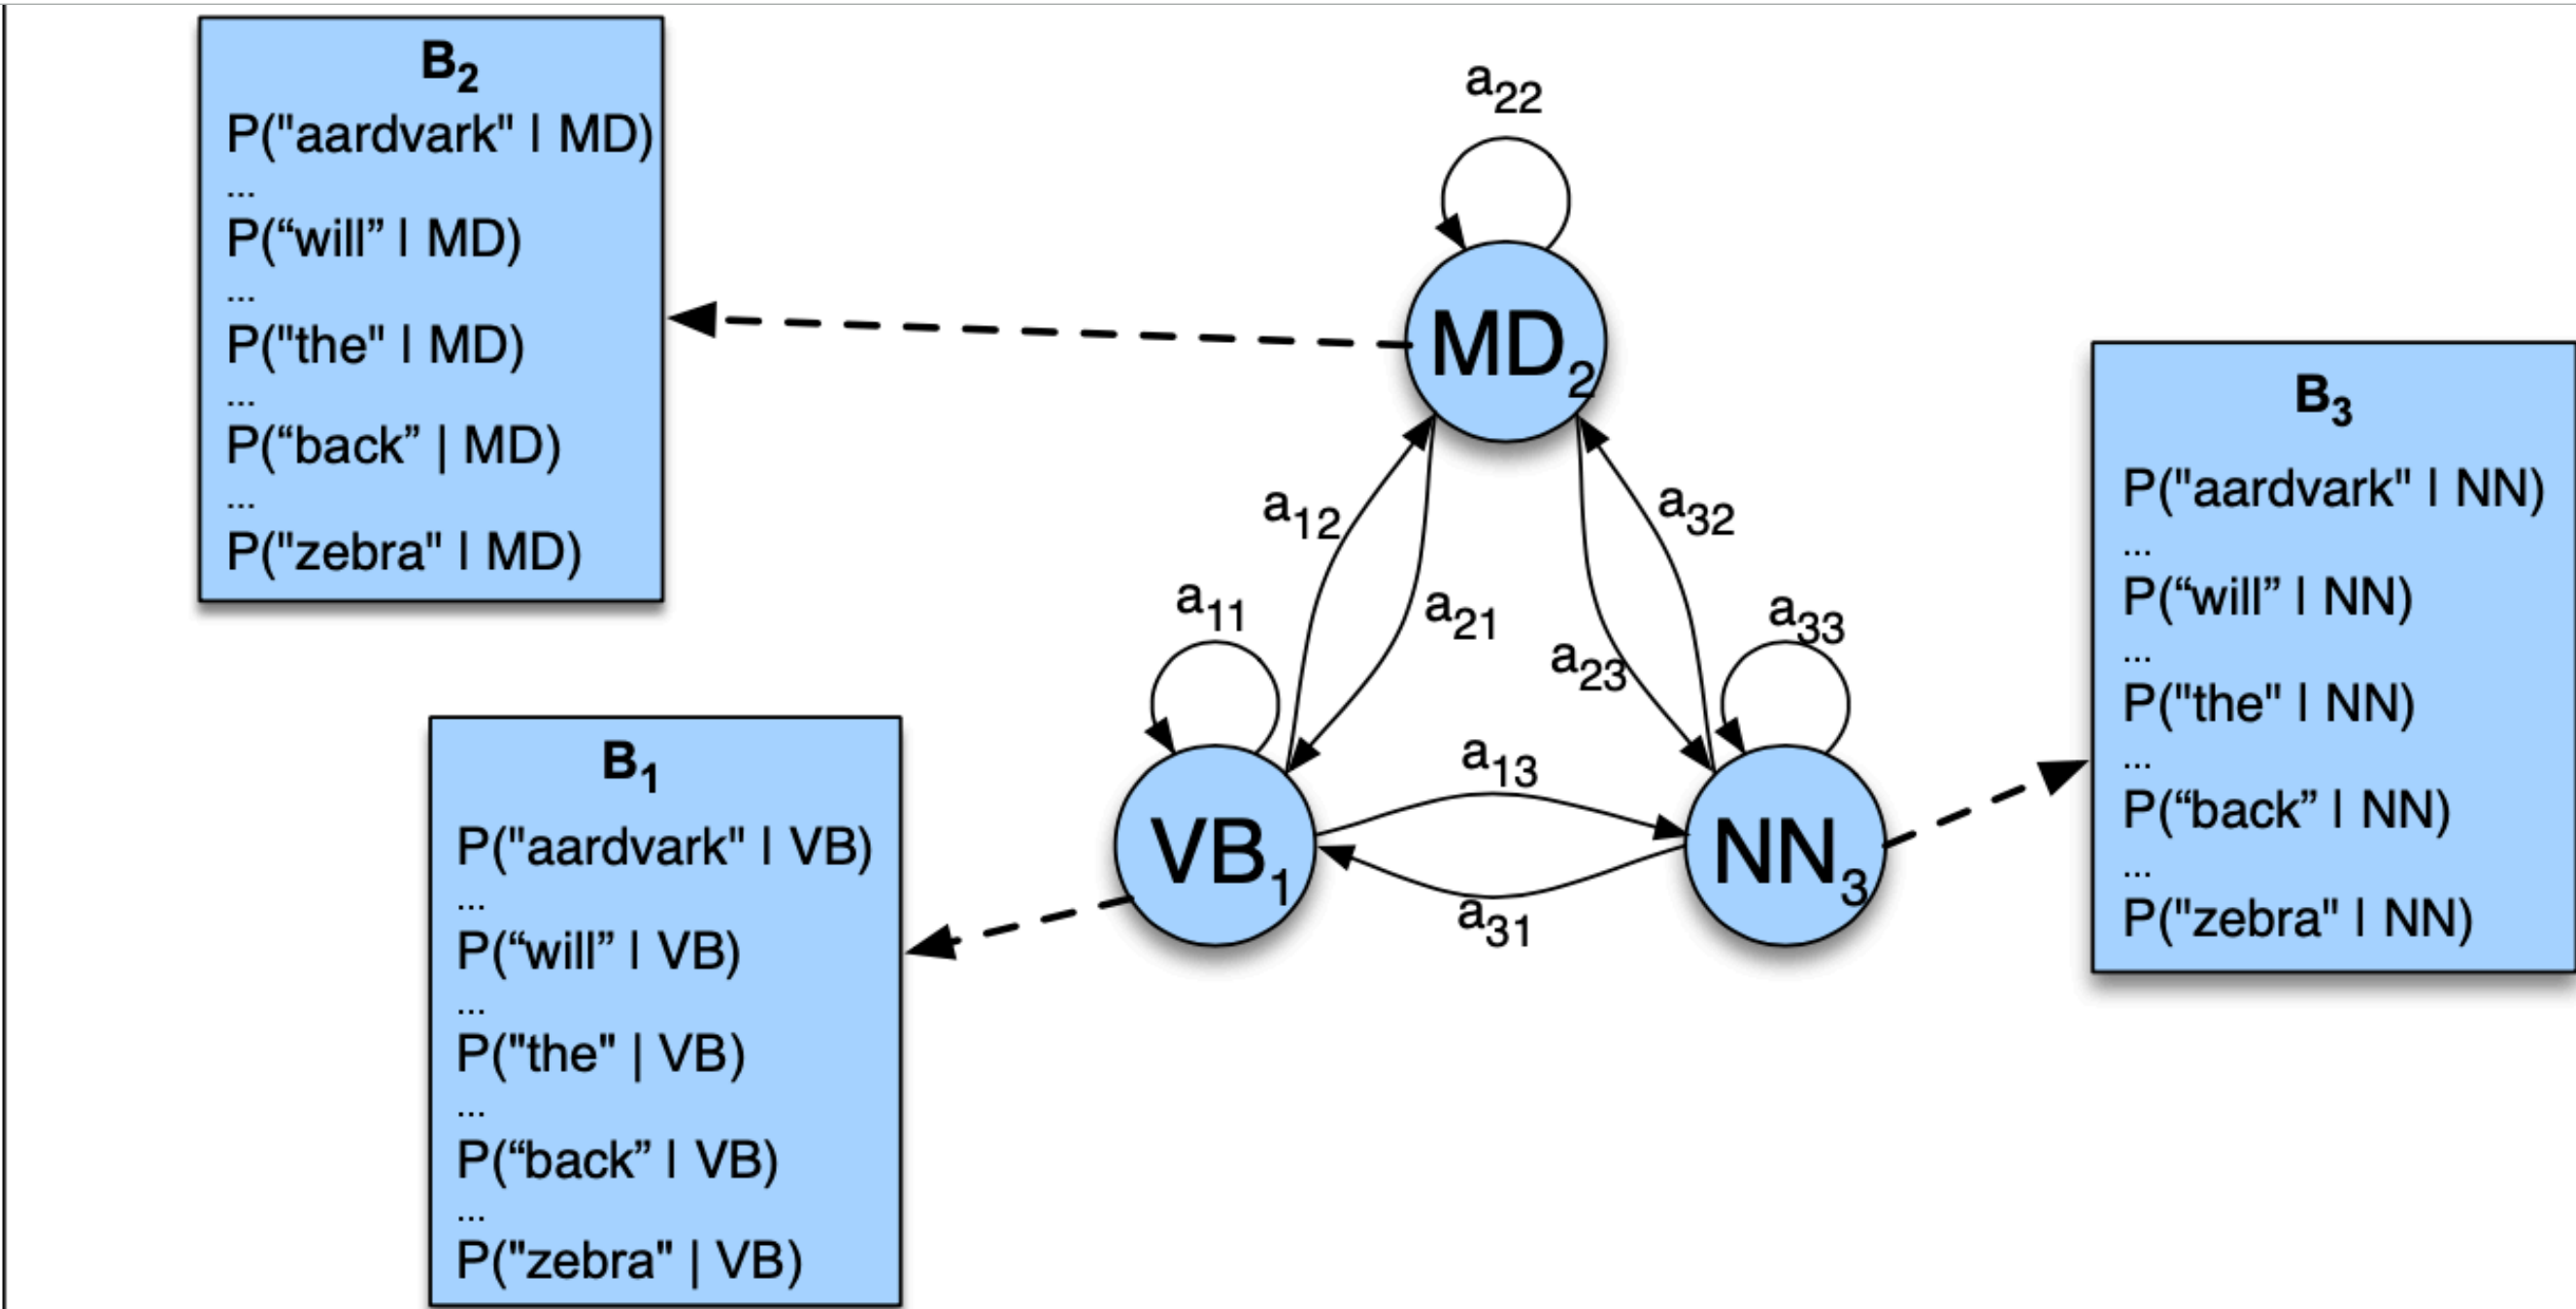 B₂
P("aardvark" | MD)
...
P(“will” | MD)
...
P("the" | MD)
...
P(“back” | MD)
...
P("zebra" | MD)
a₂₂
MD₂
a₁₂
a₂₁
a₃₂
a₂₃
a₁₁
a₃₃
a₁₃
a₃₁
VB₁
NN₃
B₁
P("aardvark" | VB)
...
P(“will” | VB)
...
P("the" | VB)
...
P(“back” | VB)
...
P("zebra" | VB)
B₃
P("aardvark" | NN)
...
P(“will” | NN)
...
P("the" | NN)
...
P(“back” | NN)
...
P("zebra" | NN)